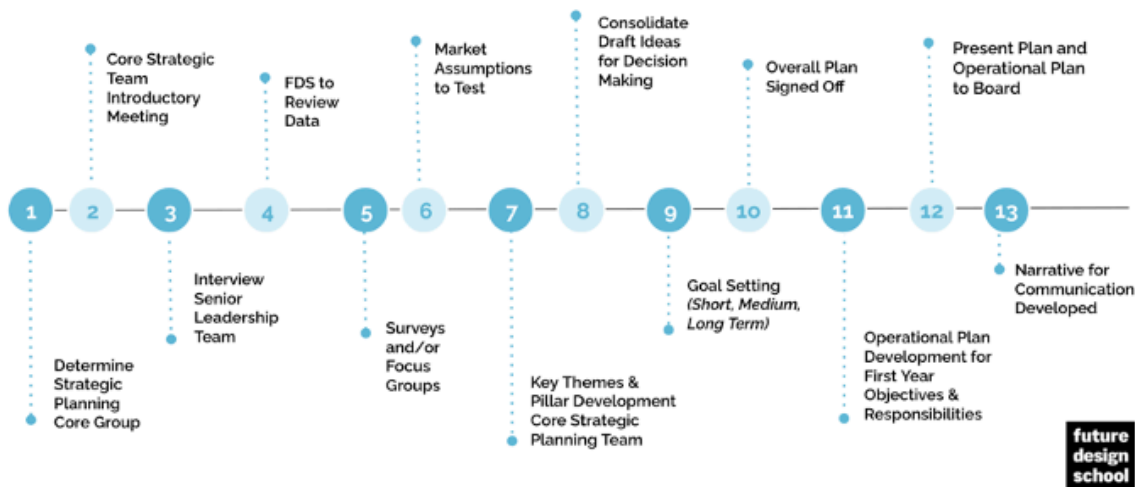 Core Strategic
Team
Introductory
Meeting
FDS to
Review
Data
Market
Assumptions
to Test
Consolidate
Draft Ideas
for Decision
Making
Overall Plan
Signed Off
Present Plan and
Operational Plan
to Board
1
2
3
4
5
6
7
8
9
10
11
12
13
Determine
Strategic
Planning
Core Group
Interview
Senior
Leadership
Team
Surveys
and/or
Focus
Groups
Key Themes &
Pillar Development
Core Strategic
Planning Team
Goal Setting
(Short, Medium,
Long Term)
Operational Plan
Development for
First Year
Objectives &
Responsibilities
Narrative for
Communication
Developed
future
design
school